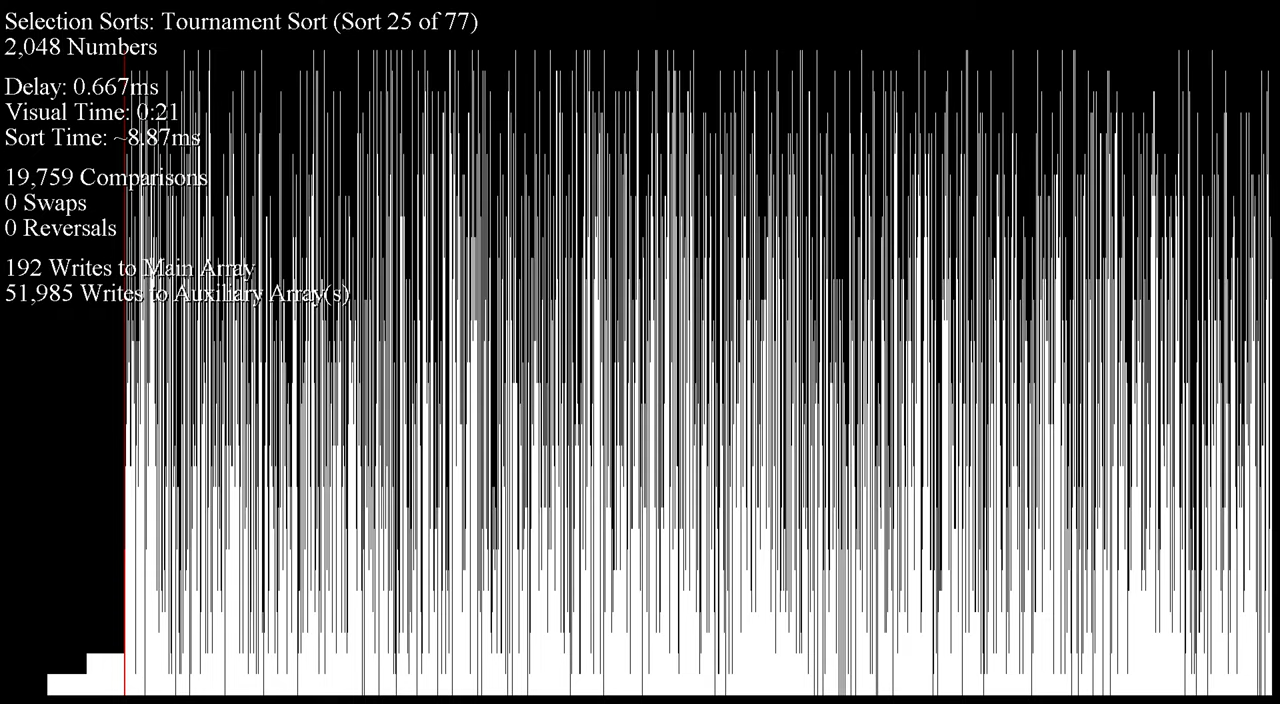 Selection Sorts: Tournament Sort (Sort 25 of 77)
2,048 Numbers
Delay: 0.667ms
Visual Time: 0:21
Sort Time: ~8.87ms
19,759 Comparisons
0 Swaps
0 Reversals
192 Writes to Main Array
51,985 Writes to Auxiliary Array(s)